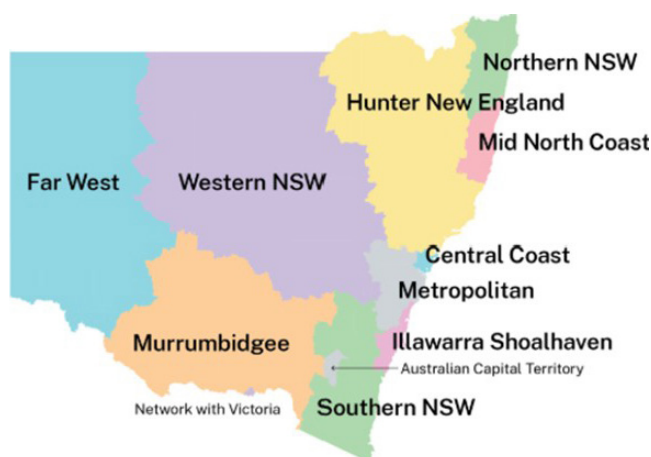 Northern NSW
Hunter New England
Mid North Coast
Far West
Western NSW
Central Coast
Metropolitan
Murrumbidgee
Illawarra Shoalhaven
Australian Capital Territory
Network with Victoria
Southern NSW